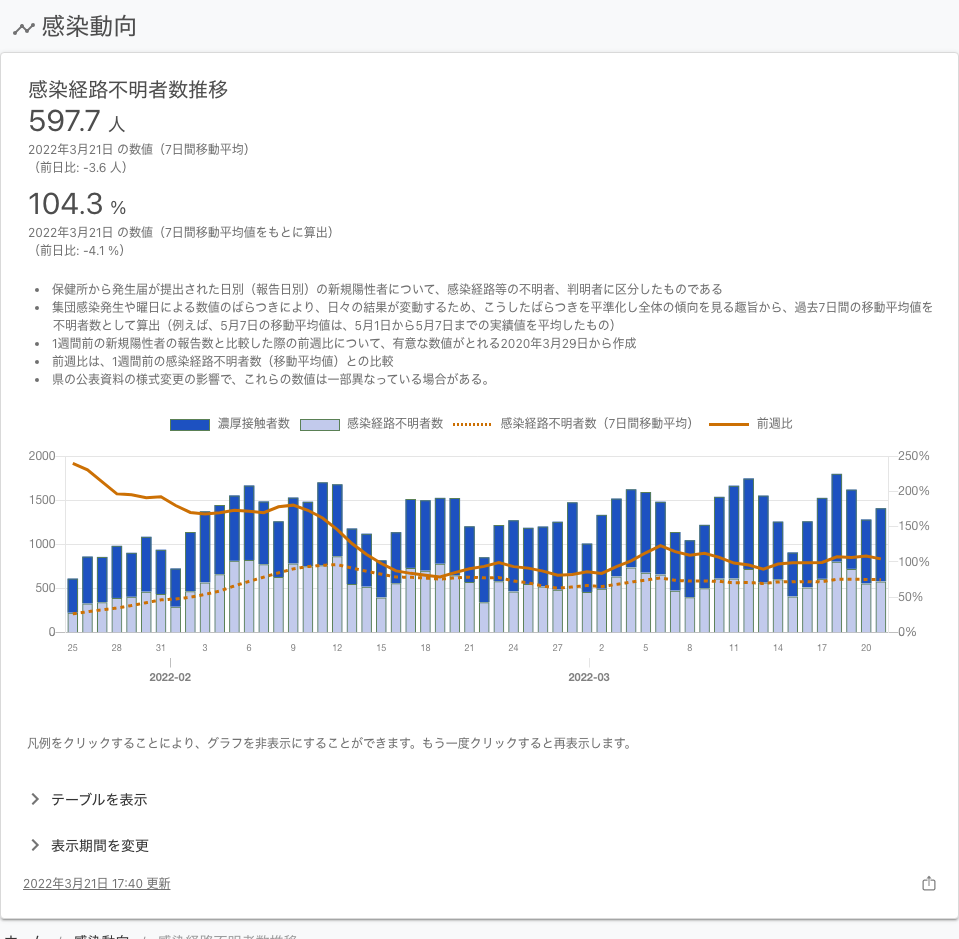 感染動向
感染経路不明者数推移
597.7 人
2022年3月21日 の数値（7日間移動平均）
（前日比: -3.6 人）
104.3 %
2022年3月21日 の数値（7日間移動平均値をもとに算出）
（前日比: -4.1 %）
• 保健所から発生届が提出された日別（報告日別）の新規陽性者について、感染経路等の不明者、判明者に区分したものである
• 集団感染発生や曜日による数値のばらつきにより、日々の結果が変動するため、こうしたばらつきを平準化し全体の傾向を見る趣旨から、過去7日間の移動平均値を
不明者数として算出（例えば、5月7日の移動平均値は、5月1日から5月7日までの実績値を平均したもの）
• 1週間前の新規陽性者の報告数と比較した際の前週比について、有意な数値がとれる2020年3月29日から作成
• 前週比は、1週間前の感染経路不明者数（移動平均値）との比較
• 県の公表資料の様式変更の影響で、これらの数値は一部異なっている場合がある。
濃厚接触者数 感染経路不明者数 感染経路不明者数（7日間移動平均） 前週比
2000 250%
200%
1500
150%
1000
100%
500
50%
0 0%
25 28 31 3 6 9 12 15 18 21 24 27 2 5 8 11 14 17 20
2022-02 2022-03
凡例をクリックすることにより、グラフを非表示にすることができます。もう一度クリックすると再表示します。
テーブルを表示
表示期間を変更
2022年3月21日 17:40 更新
ホーム / 感染動向 / 感染経路不明者数推移